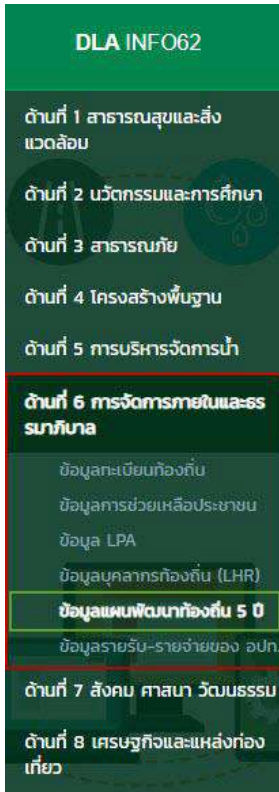 DLA INFO62
ด้านที่ 1 สาธารณสุขและสิ่ง
แวดล้อม
ด้านที่ 2 นวัตกรรมและการศึกษา
ด้านที่ 3 สาธารณภัย
ด้านที่ 4 โครงสร้างพื้นฐาน
ด้านที่ 5 การบริหารจัดการน้ำ
ด้านที่ 6 การจัดการภายในและธร
รมาภิบาล
ข้อมูลทะเบียนท้องถิ่น
ข้อมูลการช่วยเหลือประชาชน
ข้อมูล LPA
ข้อมูลบุคลากรท้องถิ่น (LHR)
ข้อมูลแผนพัฒนาท้องถิ่น 5 ปี
ข้อมูลรายรับ-รายจ่ายของ อปท.
ด้านที่ 7 สังคม ศาสนา วัฒนธรรม
ด้านที่ 8 เศรษฐกิจและแหล่งท่อง
เที่ยว